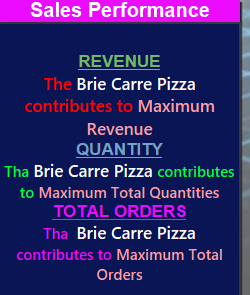 Sales Performance
REVENUE
The Brie Carre Pizza
contributes to Maximum
Revenue
QUANTITY
Tha Brie Carre Pizza contributes
to Maximum Total Quantities
TOTAL ORDERS
Tha Brie Carre Pizza
contributes to Maximum Total
Orders